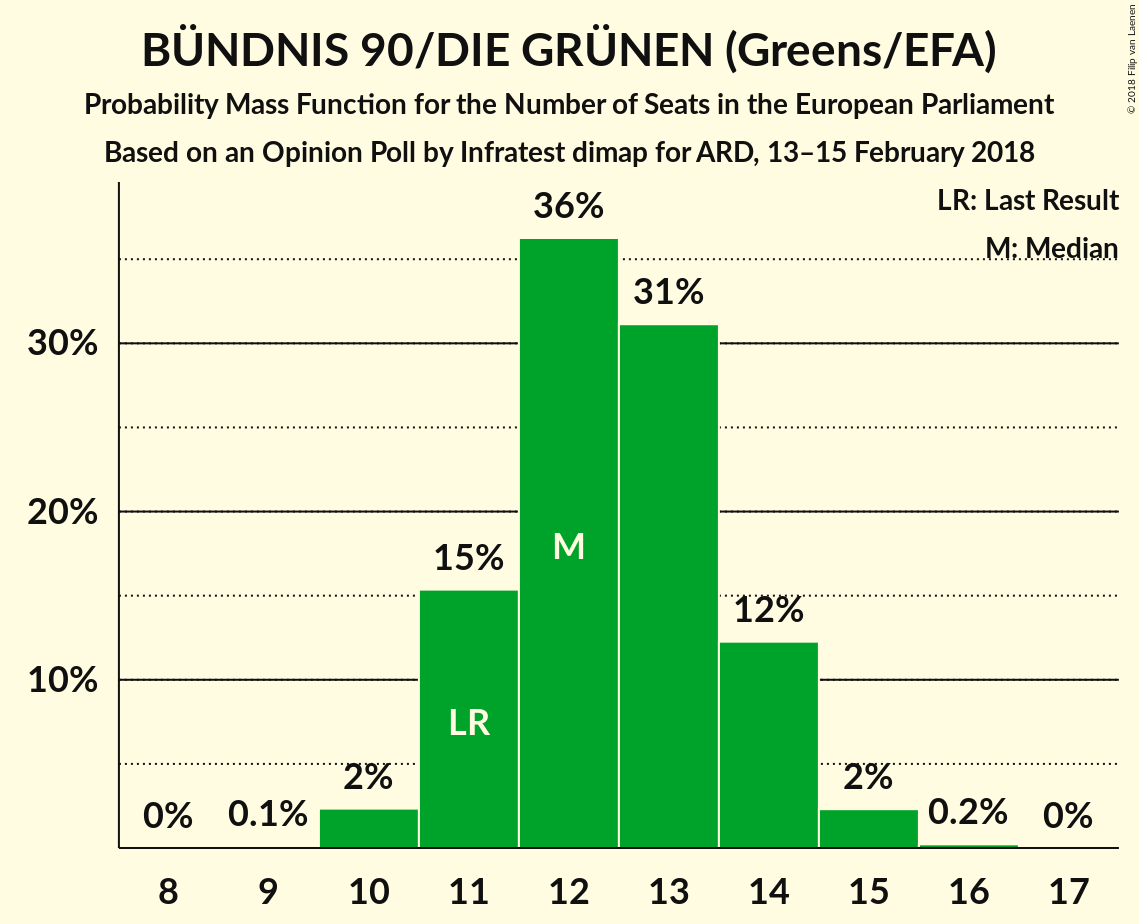 BÜNDNIS 90/DIE GRÜNEN (Greens/EFA)
Probability Mass Function for the Number of Seats in the European Parliament
Based on an Opinion Poll by Infratest dimap for ARD, 13–15 February 2018
© 2018 Filip van Laenen
LR: Last Result
M: Median
36%
31%
30%
20%
15%
M
12%
10%
LR
2%
2%
0%
0.1%
0.2%
0%
8 9 10 11 12 13 14 15 16 17